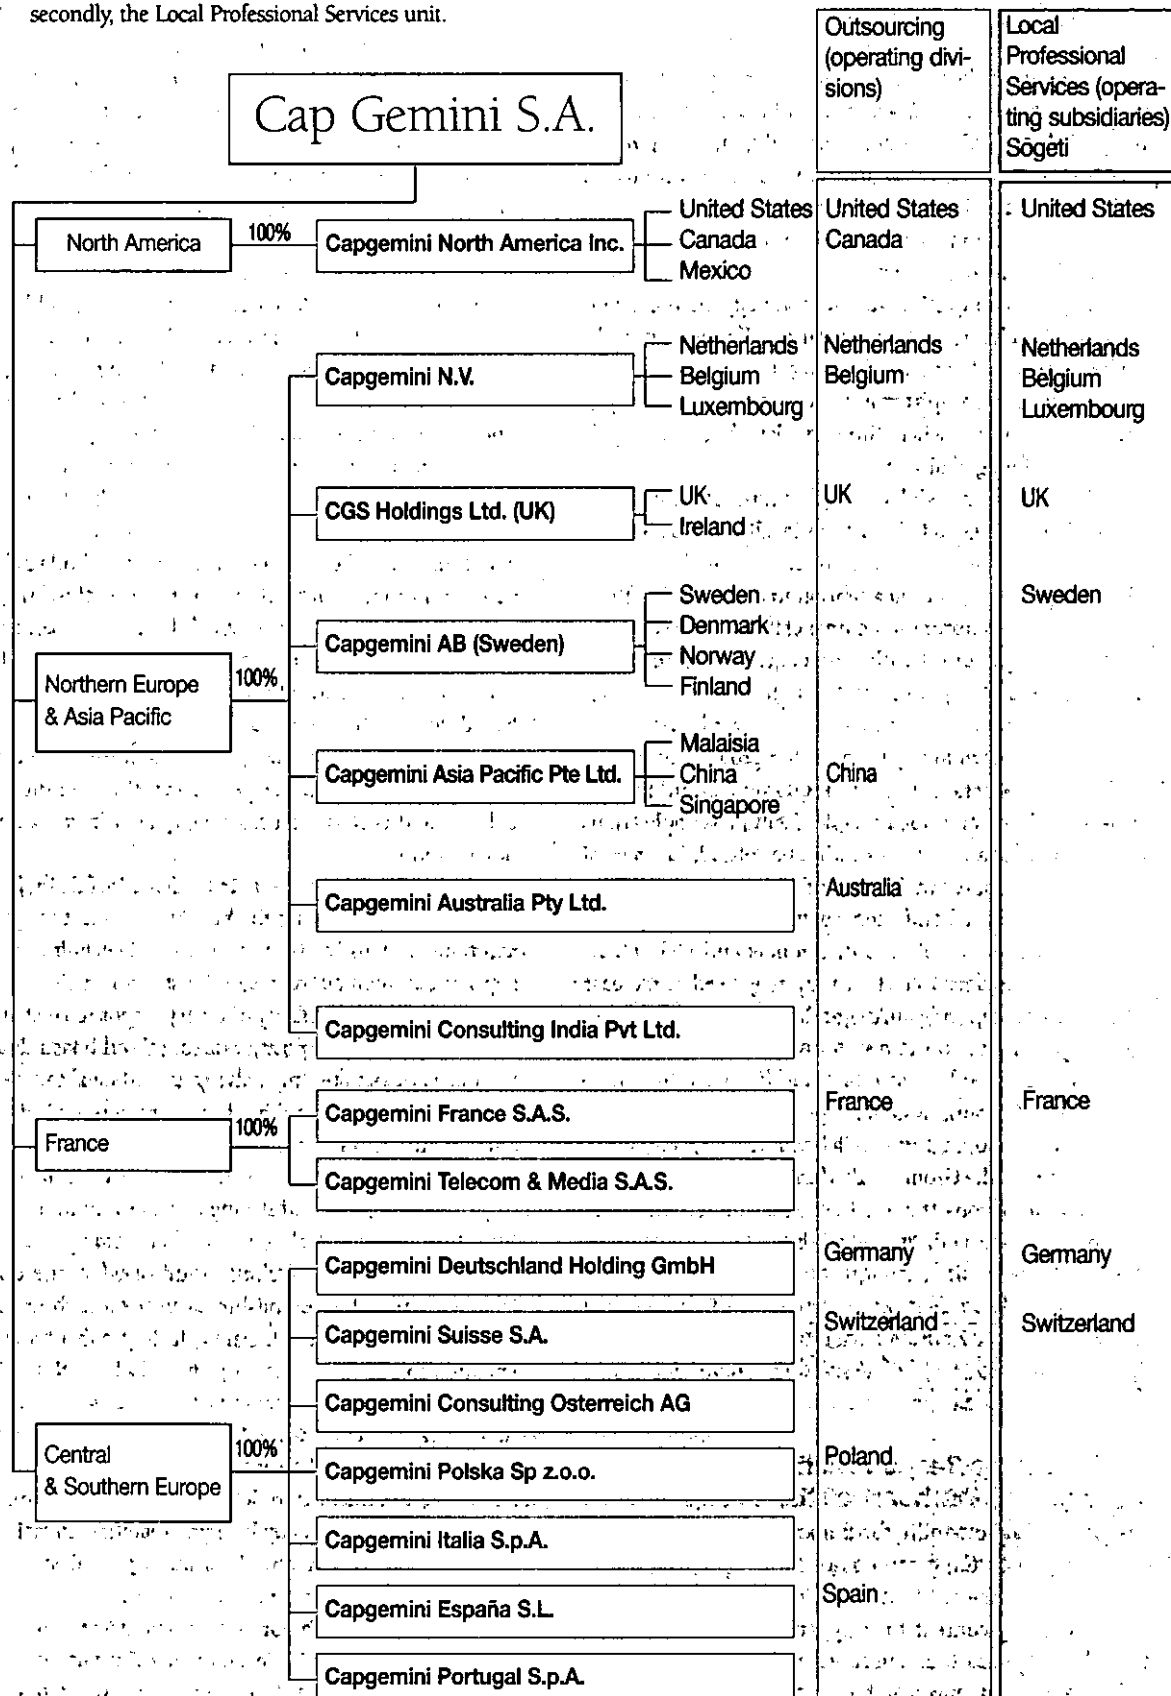 secondly, the Local Professional Services unit.
Outsourcing
(operating divi-
sions)
Local
Professional
Services (opera-
ting subsidiaries)
Sogeti
Cap Gemini S.A.
North America
100%
Capgemini North America Inc.
United States
Canada
Mexico
United States
Canada
United States
Northern Europe
& Asia Pacific
100%
Capgemini N.V.
Netherlands
Belgium
Luxembourg
Netherlands
Belgium
Netherlands
Belgium
Luxembourg
CGS Holdings Ltd. (UK)
UK
Ireland
UK
UK
Capgemini AB (Sweden)
Sweden
Denmark
Norway
Finland
Sweden
Capgemini Asia Pacific Pte Ltd.
Malaisia
China
Singapore
China
Capgemini Australia Pty Ltd.
Australia
Capgemini Consulting India Pvt Ltd.
France
100%
Capgemini France S.A.S.
France
France
Capgemini Telecom & Media S.A.S.
Central
& Southern Europe
100%
Capgemini Deutschland Holding GmbH
Germany
Germany
Capgemini Suisse S.A.
Switzerland
Switzerland
Capgemini Consulting Osterreich AG
Capgemini Polska Sp z.o.o.
Poland
Capgemini Italia S.p.A.
Capgemini España S.L.
Spain
Capgemini Portugal S.p.A.